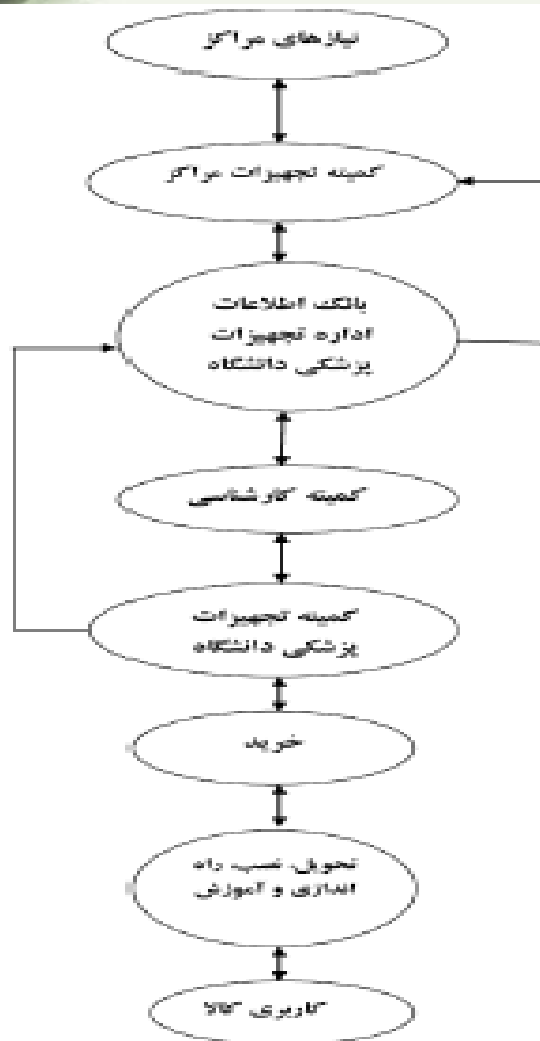 نیازهای مراکز
کمیته تجهیزات مراکز
بانک اطلاعات
اداره تجهیزات
پزشکی دانشگاه
کمیته کارشناسی
کمیته تجهیزات
پزشکی دانشگاه
خرید
تحویل، نصب، راه
اندازی و آموزش
کاربری کالا